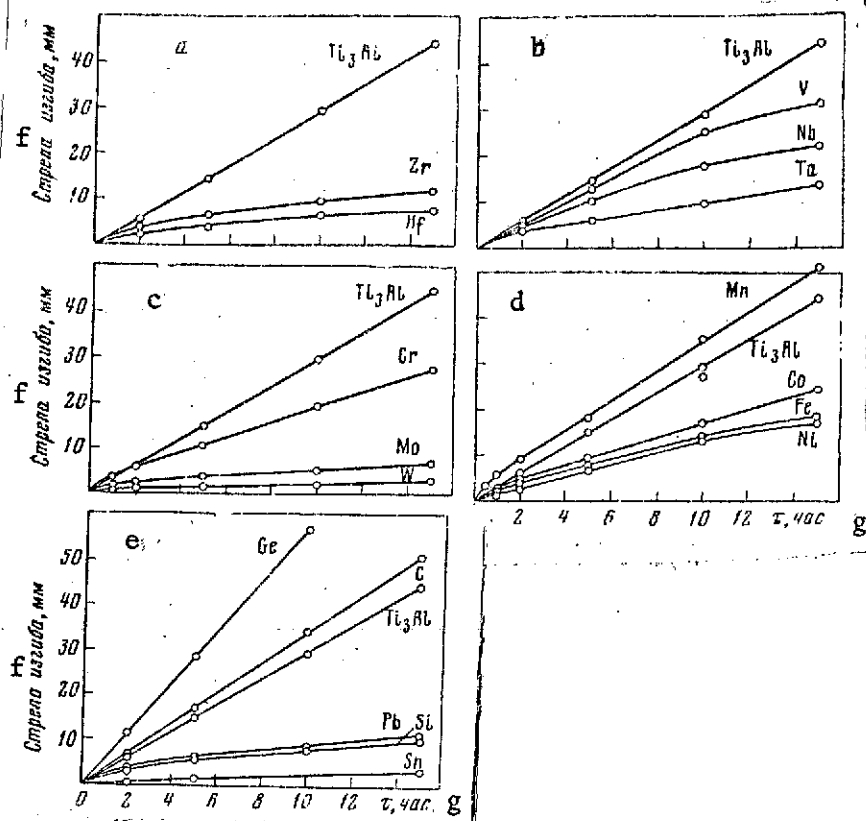 Стрела изгиба, мм
f
40
30
20
10
a
Ti3Al
Zr
Hf
b
Ti3Al
V
Nb
Ta
Стрела изгиба, мм
f
40
30
20
10
c
Ti3Al
Cr
Mo
W
d
Mn
Ti3Al
Co
Fe
Ni
0 2 4 6 8 10 12 τ, час g
Стрела изгиба, мм
f
50
40
30
20
10
e
Ge
C
Ti3Al
Pb Si
Sn
0 2 4 6 8 10 12 τ, час g